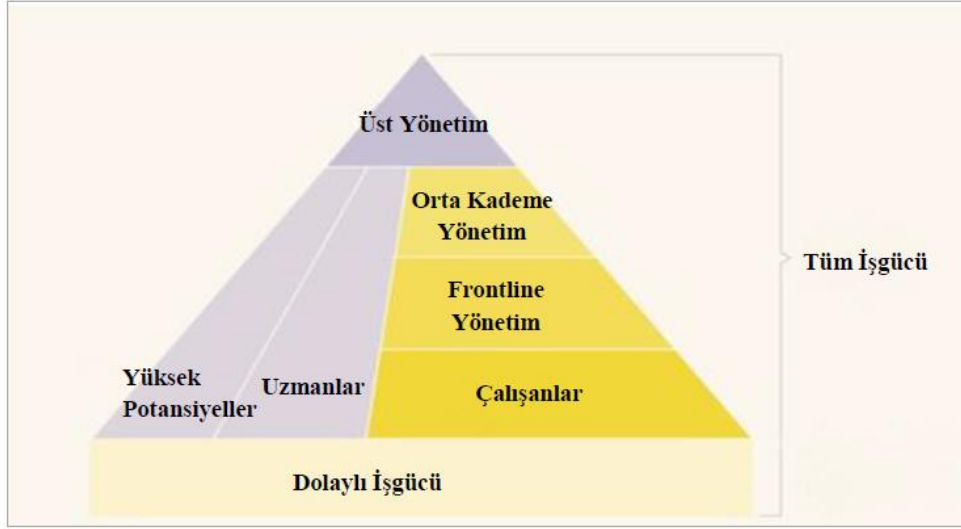 Üst Yönetim
Orta Kademe
Yönetim
Tüm İşgücü
Frontline
Yönetim
Yüksek
Potansiyeller
Uzmanlar
Çalışanlar
Dolaylı İşgücü